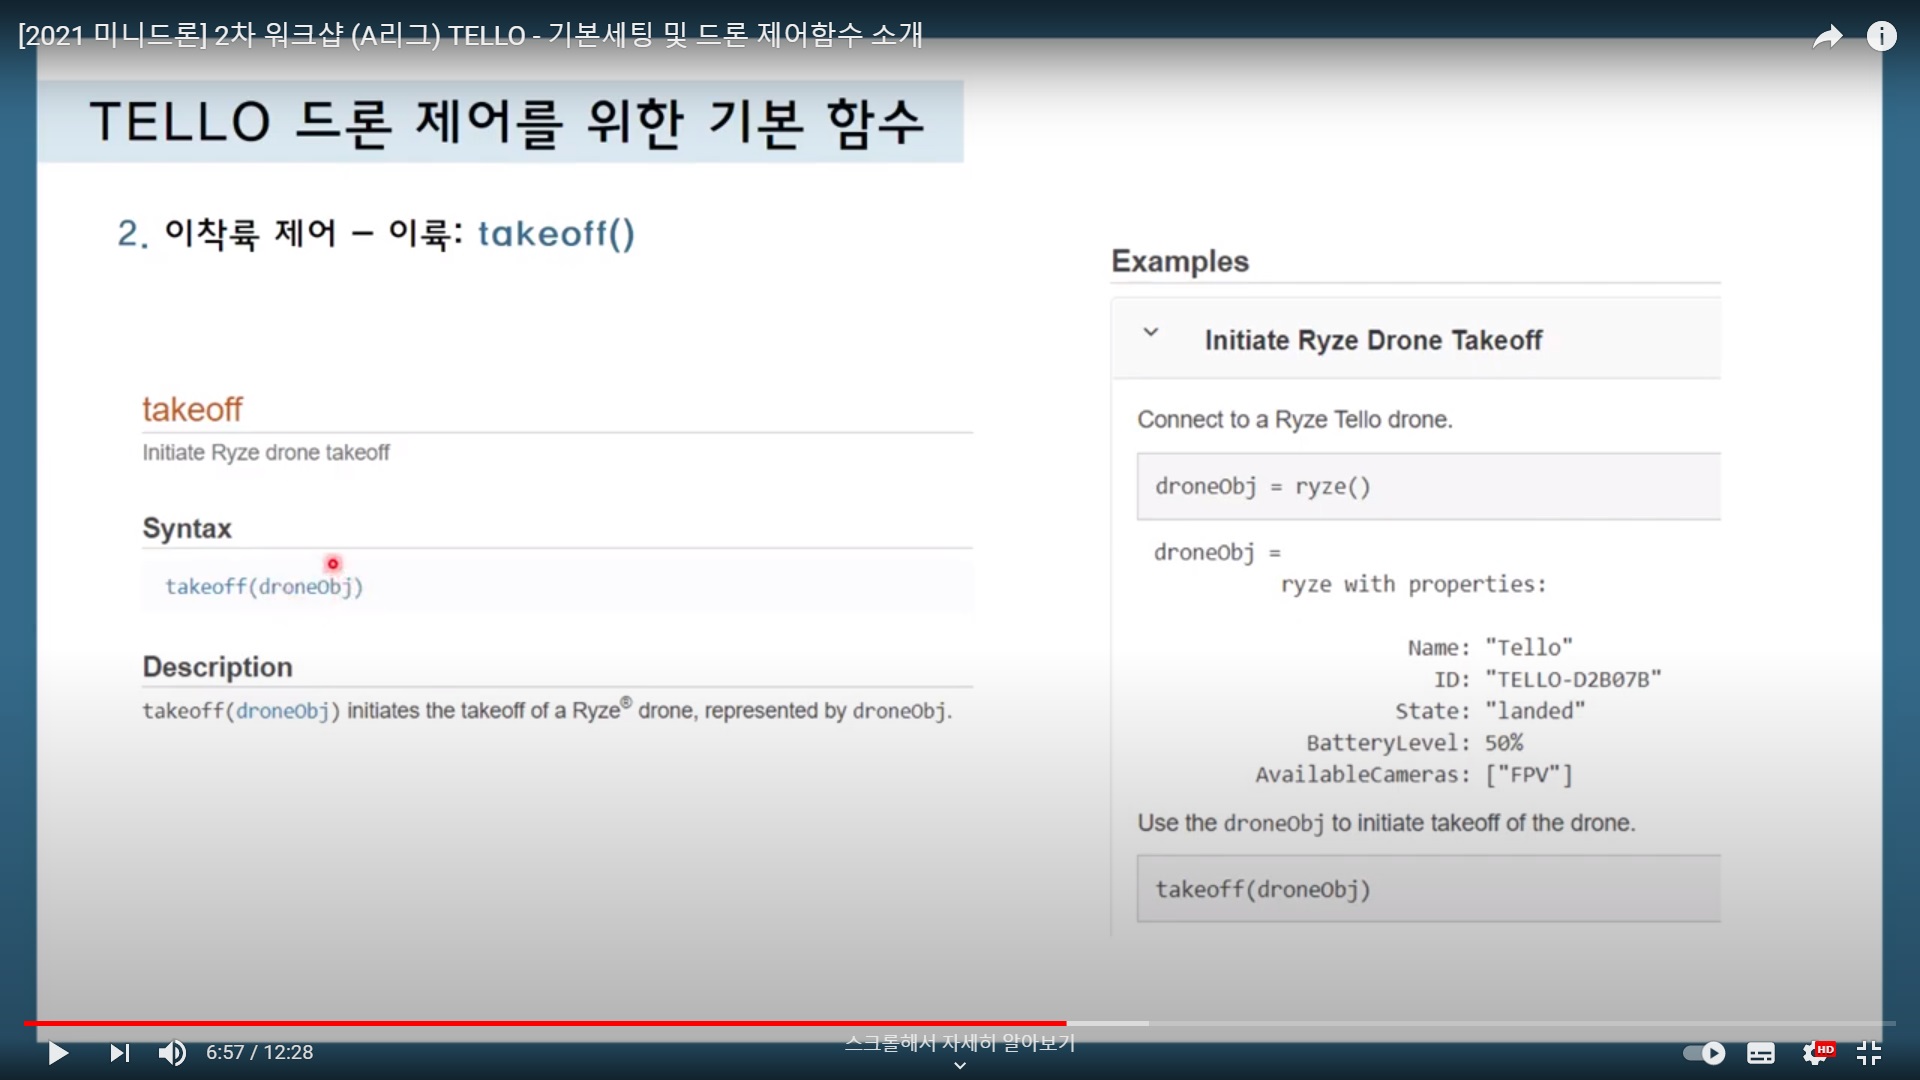 [2021 미니드론] 2차 워크샵 (A리그) TELLO - 기본세팅 및 드론 제어함수 소개
TELLO 드론 제어를 위한 기본 함수
2. 이착륙 제어 – 이륙: takeoff()
takeoff
Initiate Ryze drone takeoff
Syntax
takeoff(droneObj)
Description
takeoff(droneObj) initiates the takeoff of a Ryze® drone, represented by droneObj.
Examples
Initiate Ryze Drone Takeoff
Connect to a Ryze Tello drone.
droneObj = ryze()
droneObj =
ryze with properties:
Name: "Tello"
ID: "TELLO-D2B07B"
State: "landed"
BatteryLevel: 50%
AvailableCameras: ["FPV"]
Use the droneObj to initiate takeoff of the drone.
takeoff(droneObj)
스크롤해서 자세히 알아보기
6:57 / 12:28
HD